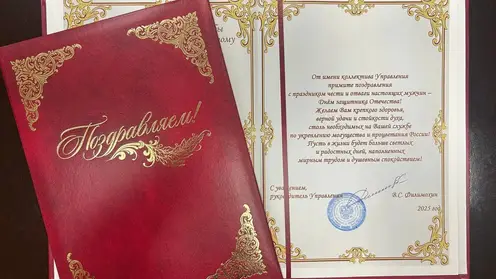 Поздравляем!
От имени коллектива Управления
примите поздравления
с праздником чести и отваги настоящих мужчин –
Днём защитника Отечества!
Желаем Вам крепкого здоровья,
верной удачи и стойкости духа,
столь необходимых на Вашей службе
по укреплению могущества и процветания России!
Пусть в жизни будет больше светлых
и радостных дней, наполненных
мирным трудом и душевным спокойствием!
С уважением,
руководитель Управления
В.С. Филимохин
2025 год